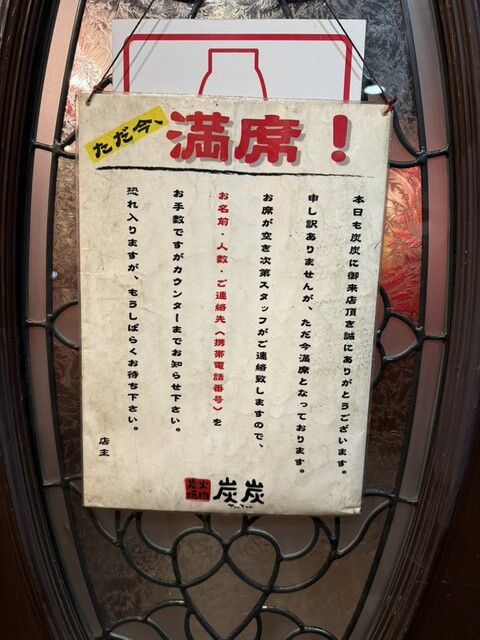 ただ今、
満席！
本日も炭炭に御来店頂き誠にありがとうございます。
申し訳ありませんが、ただ今満席となっております。
お席が空き次第スタッフがご連絡致しますので、
お名前・人数・ご連絡先（携帯電話番号）を
お手数ですがカウンターまでお知らせ下さい。
恐れ入りますが、もうしばらくお待ち下さい。
店主
炭炭